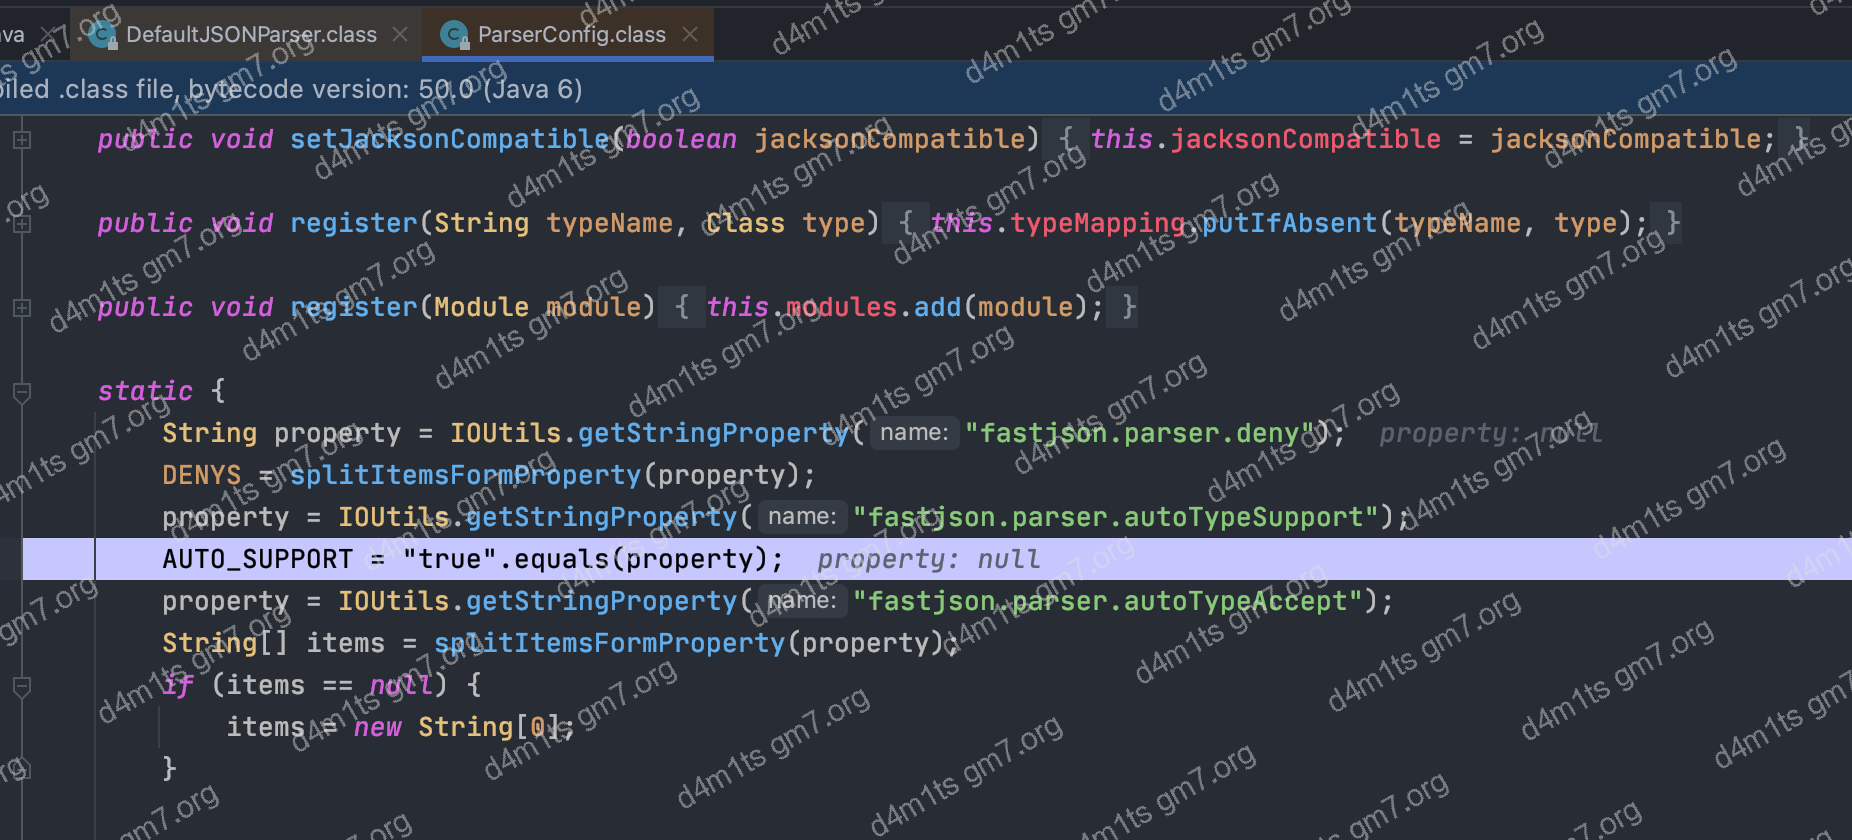 va DefaultJSONParser.class ParserConfig.class
piled .class file, bytecode version: 50.0 (Java 6)
public void setJacksonCompatible(boolean jacksonCompatible) { this.jacksonCompatible = jacksonCompatible; }
public void register(String typeName, Class type) { this.typeMapping.putIfAbsent(typeName, type); }
public void register(Module module) { this.modules.add(module); }
static {
String property = IOUtils.getStringProperty( name: "fastjson.parser.deny"); property: null
DENYS = splitItemsFormProperty(property);
property = IOUtils.getStringProperty( name: "fastjson.parser.autoTypeSupport");
AUTO_SUPPORT = "true".equals(property); property: null
property = IOUtils.getStringProperty( name: "fastjson.parser.autoTypeAccept");
String[] items = splitItemsFormProperty(property);
if (items == null) {
items = new String[0];
}
d4m1ts gm7.org